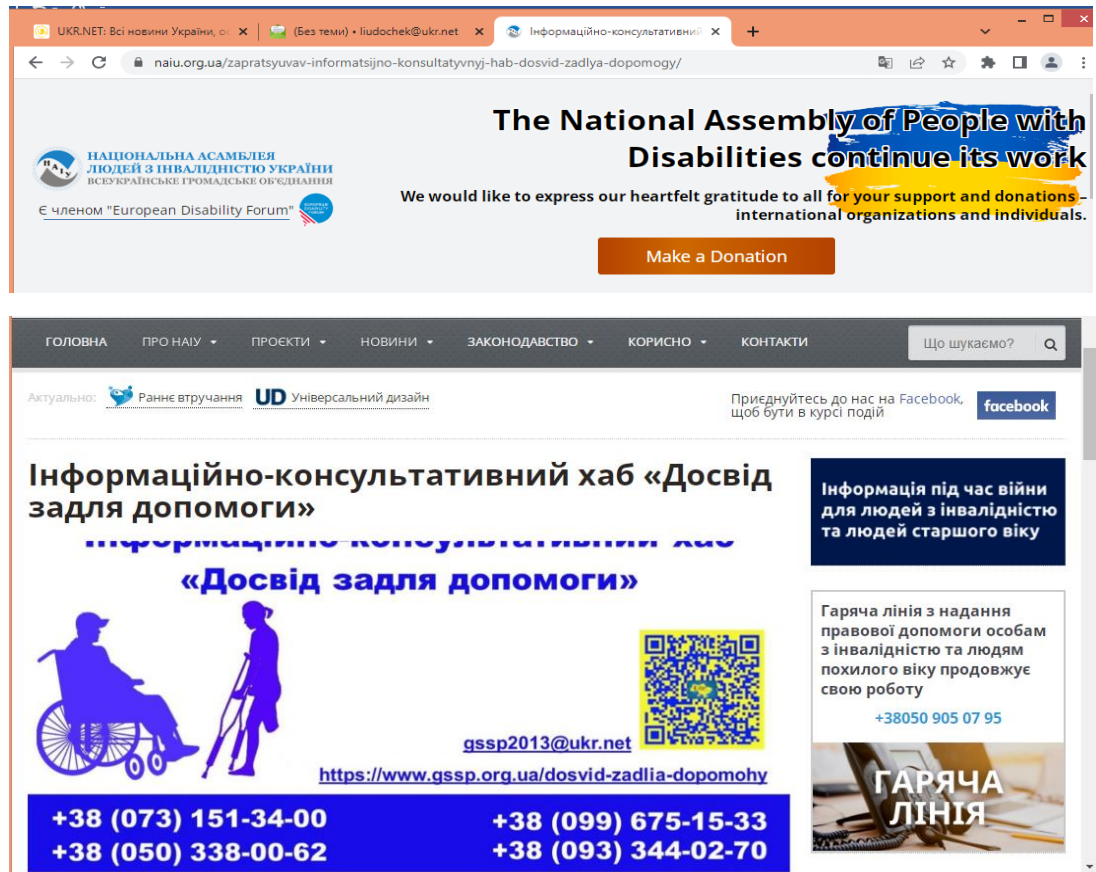 UKR.NET: Всі новини України, ос
(Без теми) • liudochek@ukr.net
Інформаційно-консультативний
naiu.org.ua/zapratsyuvav-informatsijno-konsultatyvnyj-hab-dosvid-zadlya-dopomogy/
The National Assembly of People with
Disabilities continue its work
НАЦІОНАЛЬНА АСАМБЛЕЯ
ЛЮДЕЙ З ІНВАЛІДНІСТЮ УКРАЇНИ
ВСЕУКРАЇНСЬКЕ ГРОМАДСЬКЕ ОБ'ЄДНАННЯ
Є членом "European Disability Forum"
We would like to express our heartfelt gratitude to all for your support and donations –
international organizations and individuals.
Make a Donation
ГОЛОВНА ПРО НАІУ ПРОЄКТИ НОВИНИ ЗАКОНОДАВСТВО КОРИСНО КОНТАКТИ Що шукаємо?
Актуально: Раннє втручання UD Універсальний дизайн
Приєднуйтесь до нас на Facebook,
щоб бути в курсі подій
facebook
Інформаційно-консультативний хаб «Досвід
задля допомоги»
Інформаційно-консультативний хаб
«Досвід задля допомоги»
gssp2013@ukr.net
https://www.gssp.org.ua/dosvid-zadlia-dopomohy
+38 (073) 151-34-00 +38 (099) 675-15-33
+38 (050) 338-00-62 +38 (093) 344-02-70
Інформація під час війни
для людей з інвалідністю
та людей старшого віку
Гаряча лінія з надання
правової допомоги особам
з інвалідністю та людям
похилого віку продовжує
свою роботу
+38050 905 07 95
ГАРЯЧА
ЛІНІЯ